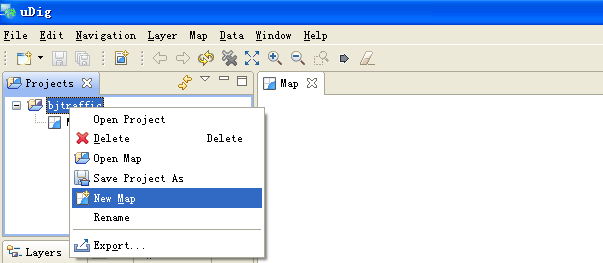 uDig
File Edit Navigation Layer Map Data Window Help
Projects
Map
bjtraffic
Open Project
Delete Delete
Open Map
Save Project As
New Map
Rename
Export...
Layers